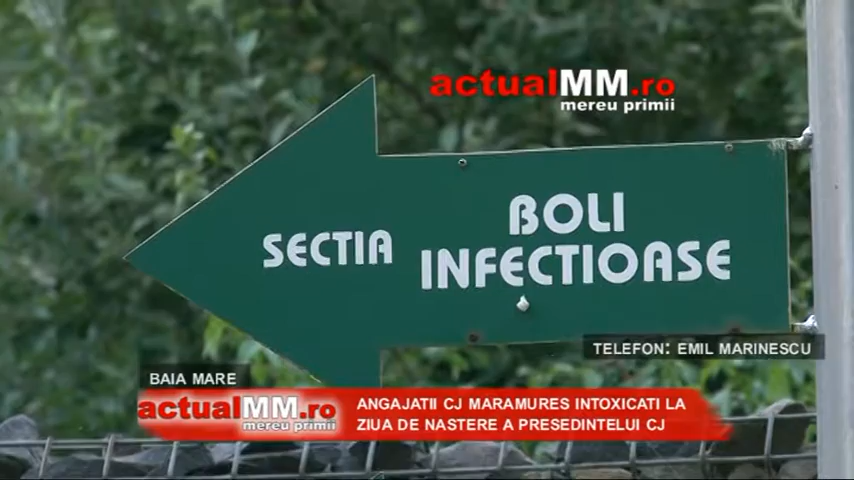 actualMM.ro
mereu primii
SECTIA
BOLI
INFECTIOASE
TELEFON: EMIL MARINESCU
BAIA MARE
actualMM.ro
mereu primii
ANGAJATII CJ MARAMURES INTOXICATI LA
ZIUA DE NASTERE A PRESEDINTELUI CJ